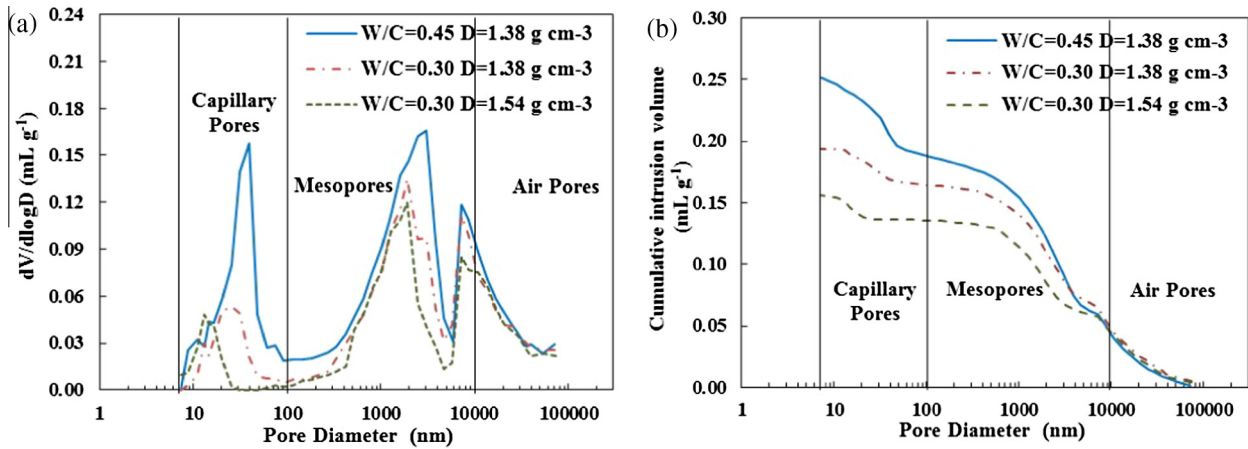 (a)
W/C=0.45 D=1.38 g cm-3
W/C=0.30 D=1.38 g cm-3
W/C=0.30 D=1.54 g cm-3
Capillary
Pores
Mesopores
Air Pores
dV/dlogD (mL g-1)
0.24
0.21
0.18
0.15
0.12
0.09
0.06
0.03
0.00
1
10
100
1000
10000
100000
Pore Diameter (nm)
(b)
W/C=0.45 D=1.38 g cm-3
W/C=0.30 D=1.38 g cm-3
W/C=0.30 D=1.54 g cm-3
Capillary
Pores
Mesopores
Air Pores
Cumulative intrusion volume
(mL g-1)
0.30
0.25
0.20
0.15
0.10
0.05
0.00
1
10
100
1000
10000
100000
Pore Diameter (nm)